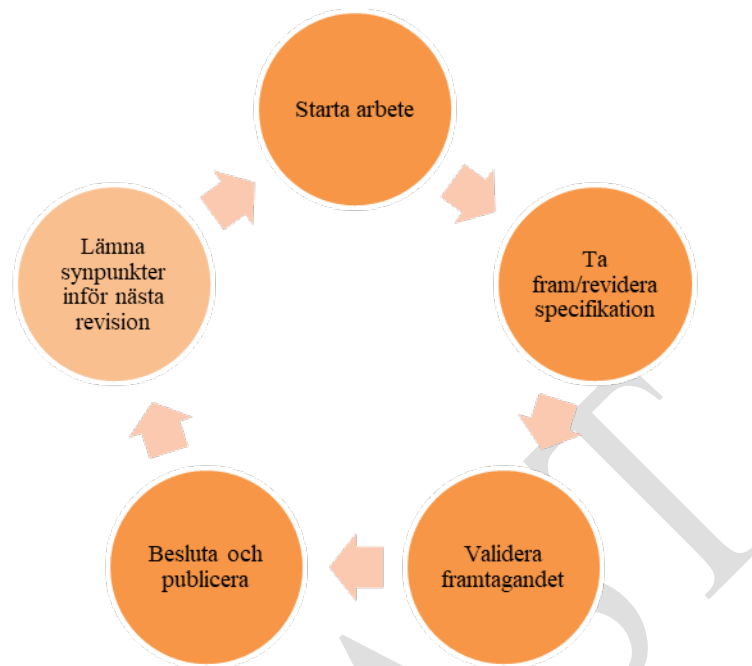 Starta arbete
Ta
fram/revidera
specifikation
Validera
framtagandet
Besluta och
publicera
Lämna
synpunkter
inför nästa
revision